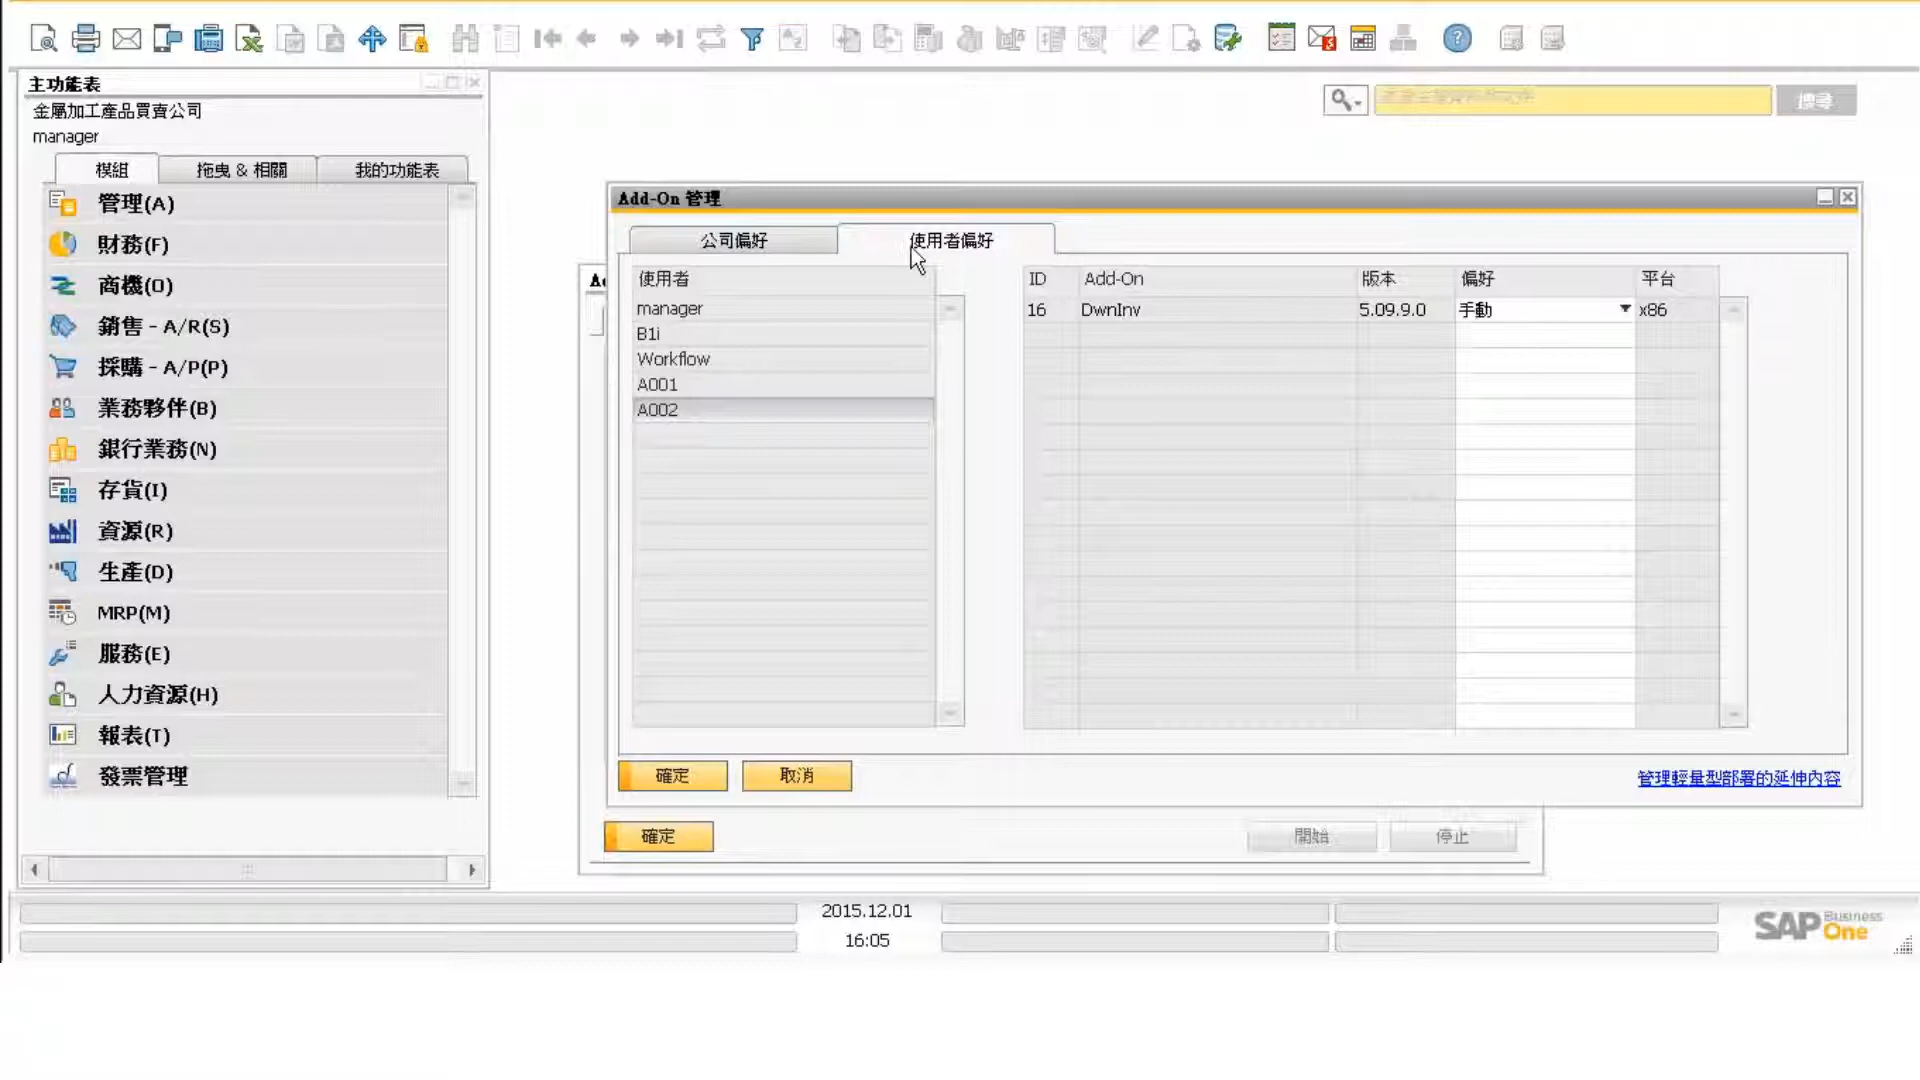 主功能表
金屬加工產品買賣公司
manager
模組
拖曳 & 相關
我的功能表
管理(A)
財務(F)
商機(O)
銷售 - A/R(S)
採購 - A/P(P)
業務夥伴(B)
銀行業務(N)
存貨(I)
資源(R)
生產(D)
MRP(M)
服務(E)
人力資源(H)
報表(T)
發票管理
搜尋
Add-On 管理
公司偏好
使用者偏好
使用者
manager
B1i
Workflow
A001
A002
ID Add-On 版本 偏好 平台
16 DwnInv 5.09.9.0 手動 x86
確定
取消
管理輕量型部署的延伸內容
確定
開始
停止
2015.12.01
16:05
SAP Business One